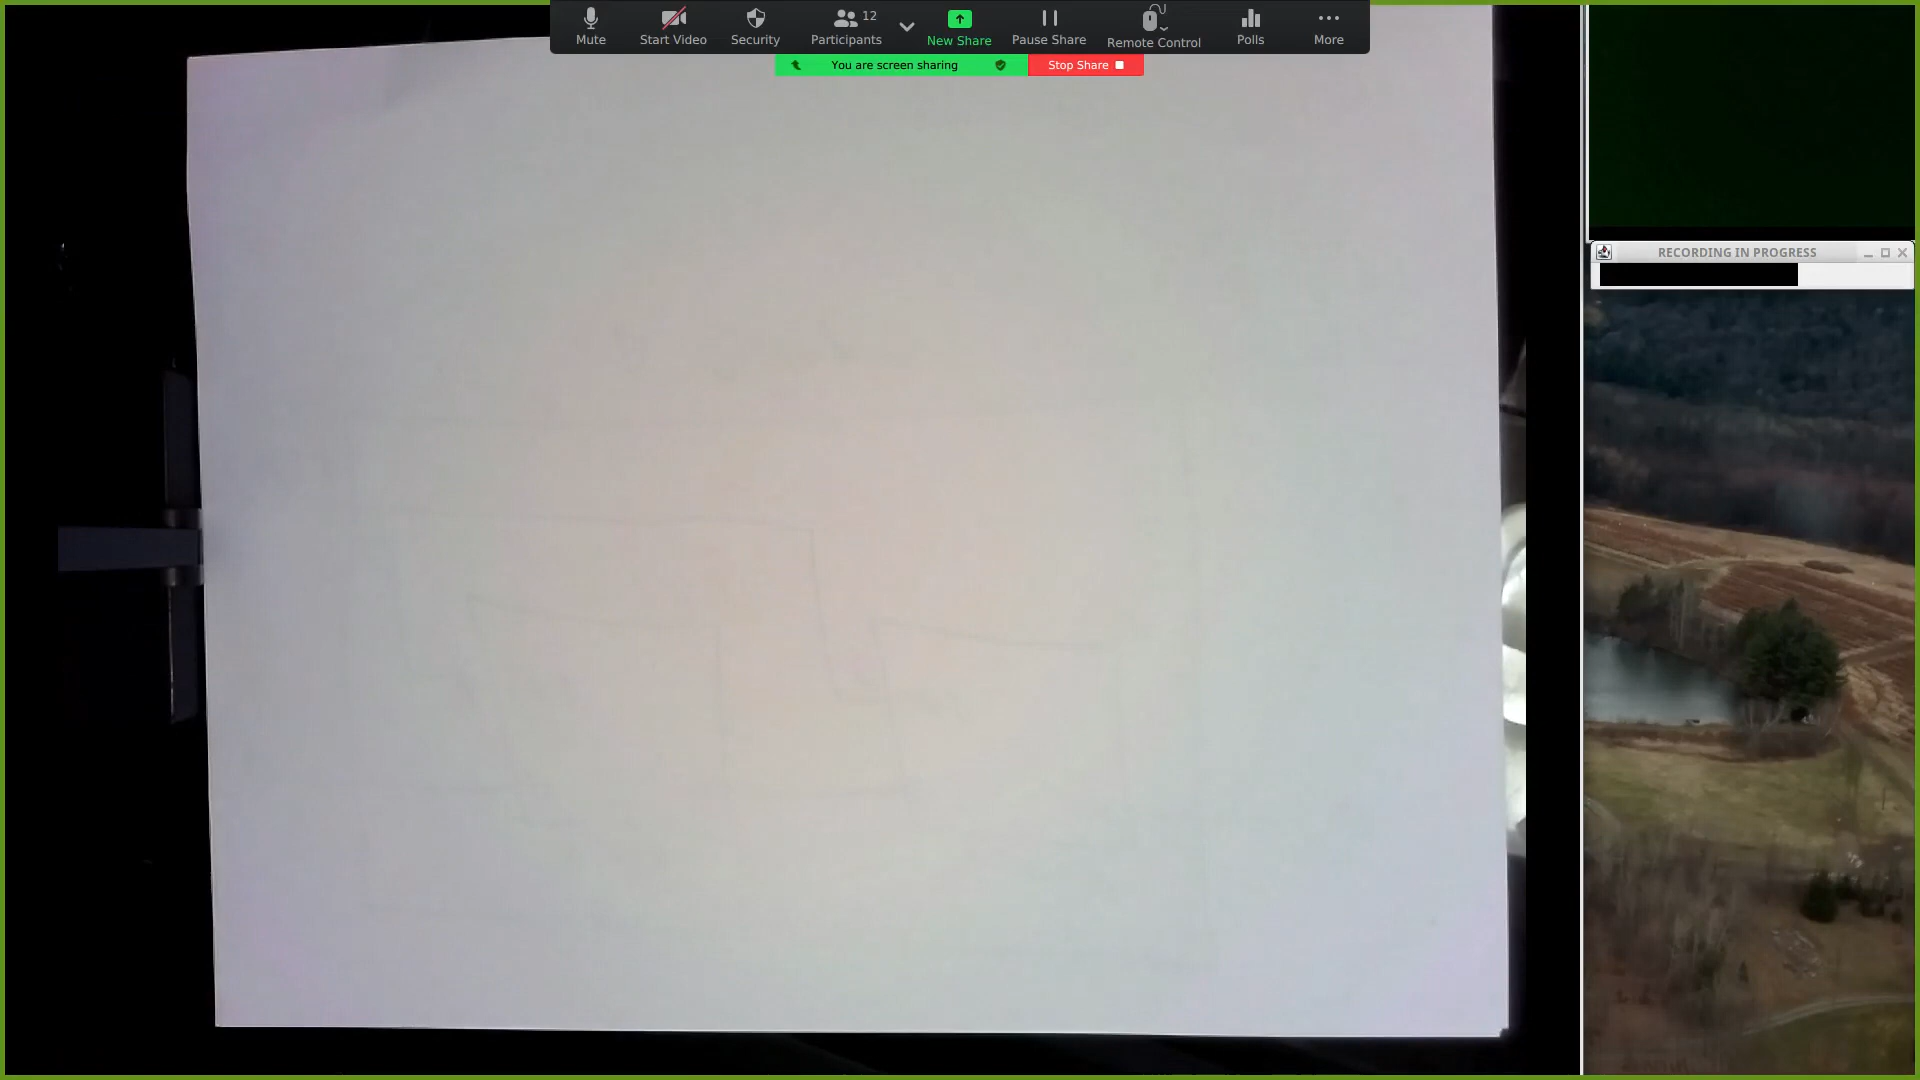 Mute
Start Video
Security
Participants
12
New Share
Pause Share
Remote Control
Polls
More
You are screen sharing
Stop Share
RECORDING IN PROGRESS